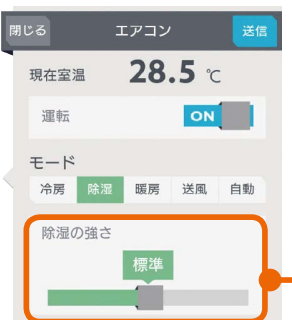 閉じる エアコン 送信
現在室温 28.5 ℃
運転 ON
モード
冷房 除湿 暖房 送風 自動
除湿の強さ
標準